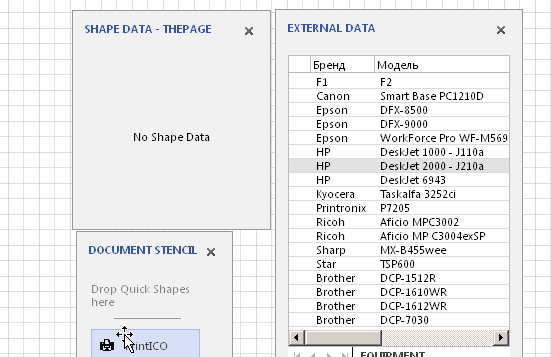 SHAPE DATA - THEPAGE
No Shape Data
DOCUMENT STENCIL
Drop Quick Shapes
here
EXTERNAL DATA
Бренд Модель
F1 F2
Canon Smart Base PC1210D
Epson DFX-8500
Epson DFX-9000
Epson WorkForce Pro WF-M569
HP DeskJet 1000 - J110a
HP DeskJet 2000 - J210a
HP DeskJet 6943
Kyocera Taskalfa 3252ci
Printronix P7205
Ricoh Aficio MPC3002
Ricoh Aficio MP C3004exSP
Sharp MX-B455wee
Star TSP600
Brother DCP-1512R
Brother DCP-1610WR
Brother DCP-1612WR
Brother DCP-7030
EQUIPMENT